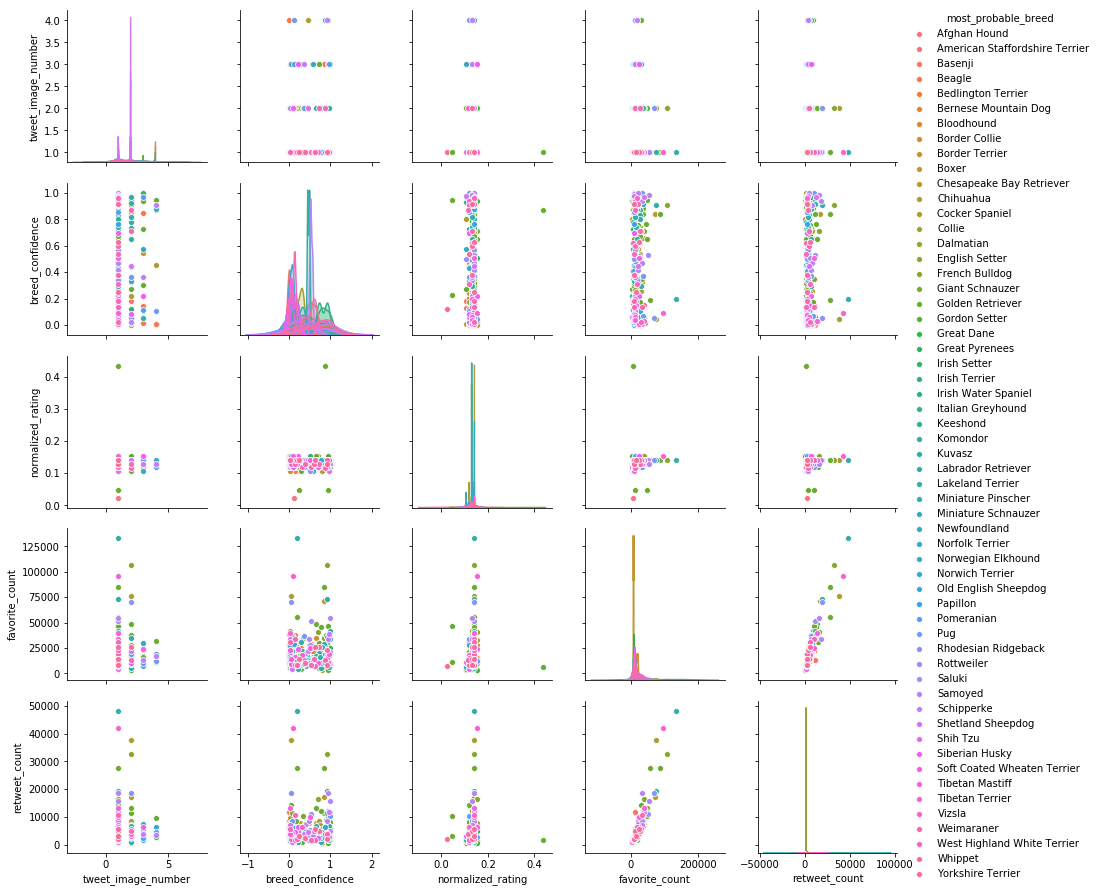 most_probable_breed
Afghan Hound
American Staffordshire Terrier
Basenji
Beagle
Bedlington Terrier
Bernese Mountain Dog
Bloodhound
Border Collie
Border Terrier
Boxer
Chesapeake Bay Retriever
Chihuahua
Cocker Spaniel
Collie
Dalmatian
English Setter
French Bulldog
Giant Schnauzer
Golden Retriever
Gordon Setter
Great Dane
Great Pyrenees
Irish Setter
Irish Terrier
Irish Water Spaniel
Italian Greyhound
Keeshond
Komondor
Kuvasz
Labrador Retriever
Lakeland Terrier
Miniature Pinscher
Miniature Schnauzer
Newfoundland
Norfolk Terrier
Norwegian Elkhound
Norwich Terrier
Old English Sheepdog
Papillon
Pomeranian
Pug
Rhodesian Ridgeback
Rottweiler
Saluki
Samoyed
Schipperke
Shetland Sheepdog
Shih Tzu
Siberian Husky
Soft Coated Wheaten Terrier
Tibetan Mastiff
Tibetan Terrier
Vizsla
Weimaraner
West Highland White Terrier
Whippet
Yorkshire Terrier
tweet_image_number
4.0
3.5
3.0
2.5
2.0
1.5
1.0
breed_confidence
1.0
0.8
0.6
0.4
0.2
0.0
normalized_rating
0.4
0.3
0.2
0.1
0.0
favorite_count
125000
100000
75000
50000
25000
0
retweet_count
50000
40000
30000
20000
10000
0
0 5
tweet_image_number
−1 0 1 2
breed_confidence
0.0 0.2 0.4
normalized_rating
0 200000
favorite_count
−50000 0 50000 100000
retweet_count